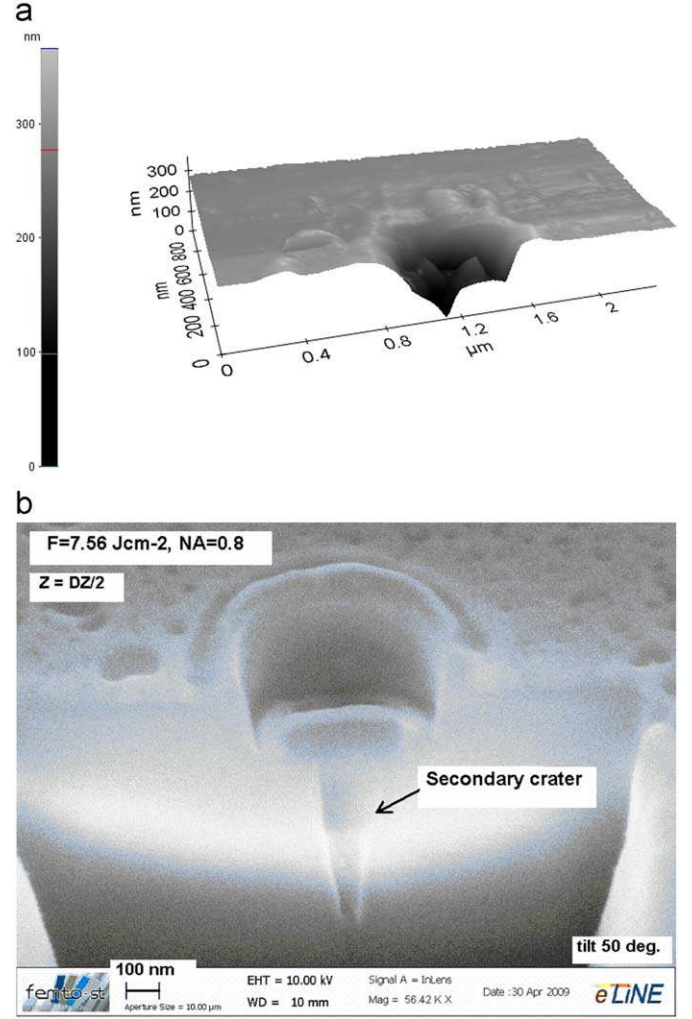 a
nm
300
200
100
0
300
200
100
0
nm
800
600
400
200
0
nm
0
0.4
0.8
1.2
1.6
2
µm
b
F=7.56 Jcm-2, NA=0.8
Z = DZ/2
Secondary crater
tilt 50 deg.
femto-st
100 nm
Aperture Size = 10.00 µm
EHT = 10.00 kV
WD = 10 mm
Signal A = InLens
Mag = 56.42 K X
Date :30 Apr 2009
eLiNE